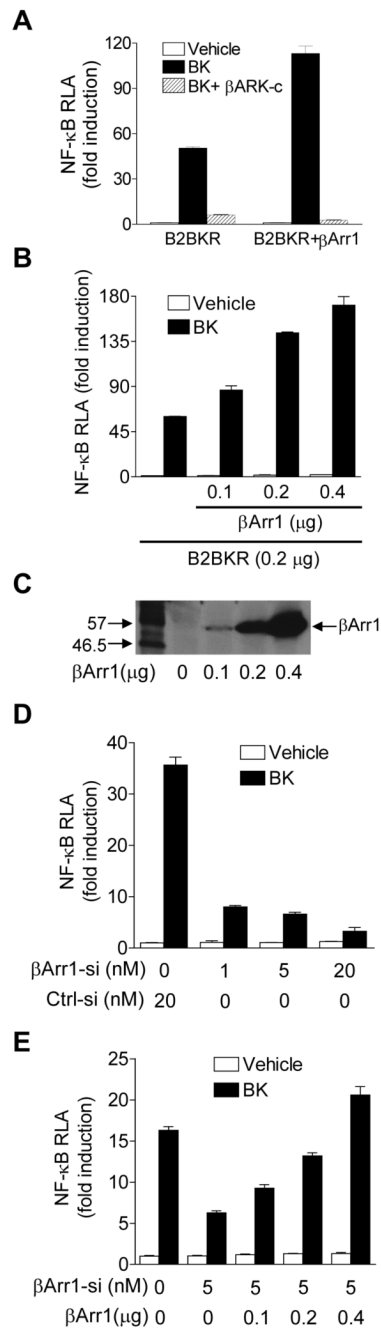 A
NF-κB RLA
(fold induction)
120
90
60
30
0
Vehicle
BK
BK+ βARK-c
B2BKR B2BKR+βArr1
B
NF-κB RLA (fold induction)
180
135
90
45
0
Vehicle
BK
0.1 0.2 0.4
βArr1 (μg)
B2BKR (0.2 μg)
C
57
46.5
βArr1
βArr1(μg) 0 0.1 0.2 0.4
D
NF-κB RLA
(fold induction)
40
30
20
10
0
Vehicle
BK
βArr1-si (nM) 0 1 5 20
Ctrl-si (nM) 20 0 0 0
E
NF-κB RLA
(fold induction)
25
20
15
10
5
0
Vehicle
BK
βArr1-si (nM) 0 5 5 5 5
βArr1(μg) 0 0 0.1 0.2 0.4